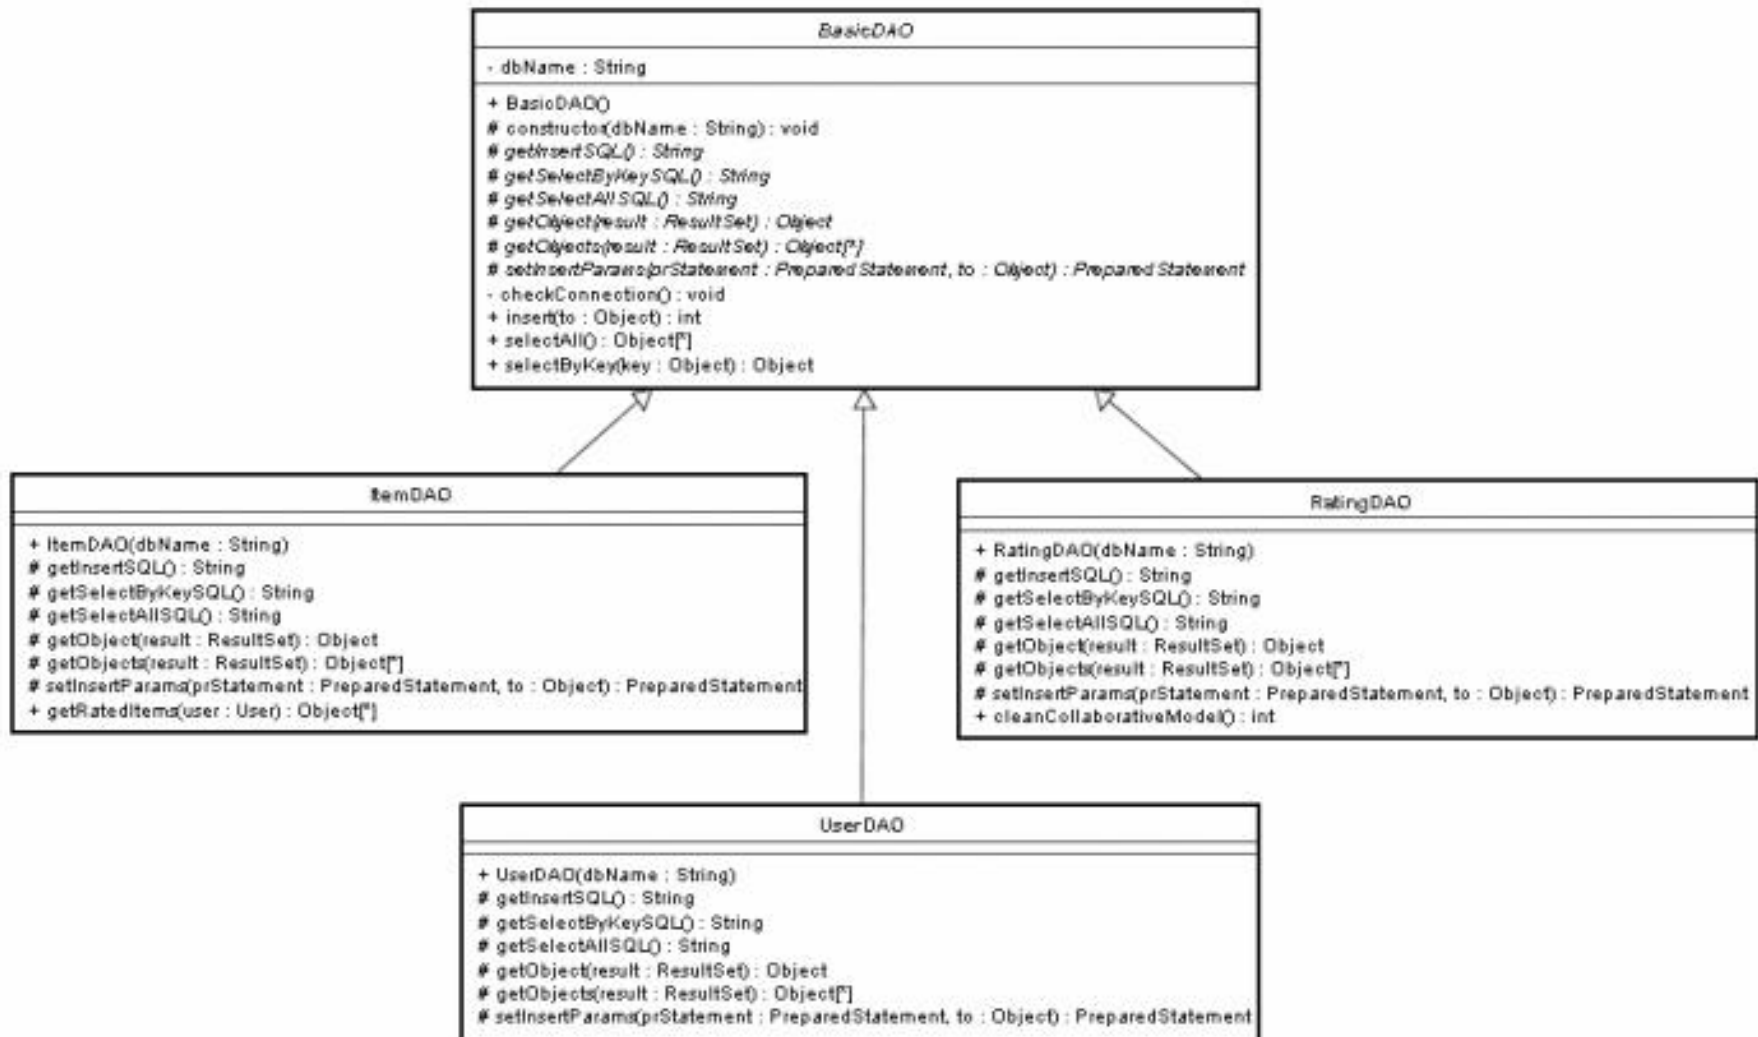 BasicDAO
- dbName : String
+ BasicDAO()
# constructor(dbName : String) : void
# getInsertSQL() : String
# getSelectByKeySQL() : String
# getSelectAllSQL() : String
# getObject(result : ResultSet) : Object
# getObjects(result : ResultSet) : Object[*]
# setInsertParams(prStatement : PreparedStatement, to : Object) : PreparedStatement
- checkConnection() : void
+ insert(to : Object) : int
+ selectAll() : Object[*]
+ selectByKey(key : Object) : Object
ItemDAO
+ ItemDAO(dbName : String)
# getInsertSQL() : String
# getSelectByKeySQL() : String
# getSelectAllSQL() : String
# getObject(result : ResultSet) : Object
# getObjects(result : ResultSet) : Object[*]
# setInsertParams(prStatement : PreparedStatement, to : Object) : PreparedStatement
+ getRatedItems(user : User) : Object[*]
RatingDAO
+ RatingDAO(dbName : String)
# getInsertSQL() : String
# getSelectByKeySQL() : String
# getSelectAllSQL() : String
# getObject(result : ResultSet) : Object
# getObjects(result : ResultSet) : Object[*]
# setInsertParams(prStatement : PreparedStatement, to : Object) : PreparedStatement
+ cleanCollaborativeModel() : int
UserDAO
+ UserDAO(dbName : String)
# getInsertSQL() : String
# getSelectByKeySQL() : String
# getSelectAllSQL() : String
# getObject(result : ResultSet) : Object
# getObjects(result : ResultSet) : Object[*]
# setInsertParams(prStatement : PreparedStatement, to : Object) : PreparedStatement